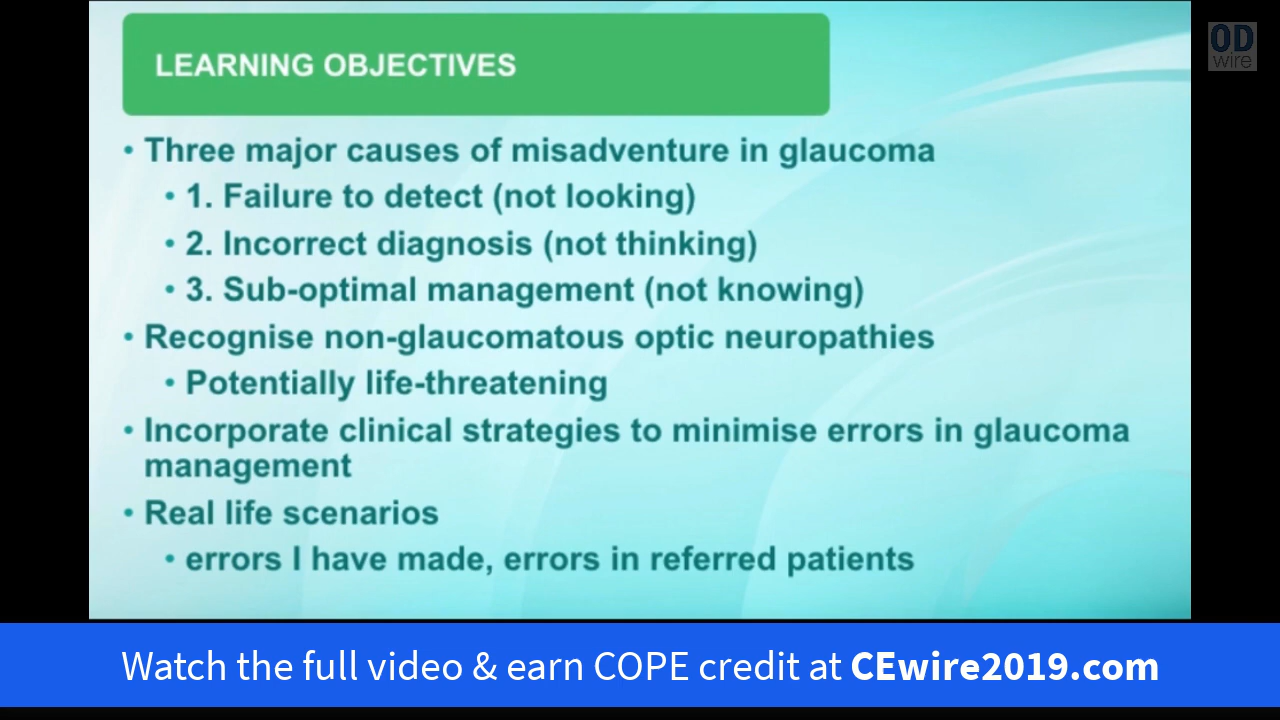 LEARNING OBJECTIVES
OD
wire
• Three major causes of misadventure in glaucoma
• 1. Failure to detect (not looking)
• 2. Incorrect diagnosis (not thinking)
• 3. Sub-optimal management (not knowing)
• Recognise non-glaucomatous optic neuropathies
• Potentially life-threatening
• Incorporate clinical strategies to minimise errors in glaucoma
management
• Real life scenarios
• errors I have made, errors in referred patients
Watch the full video & earn COPE credit at CEwire2019.com